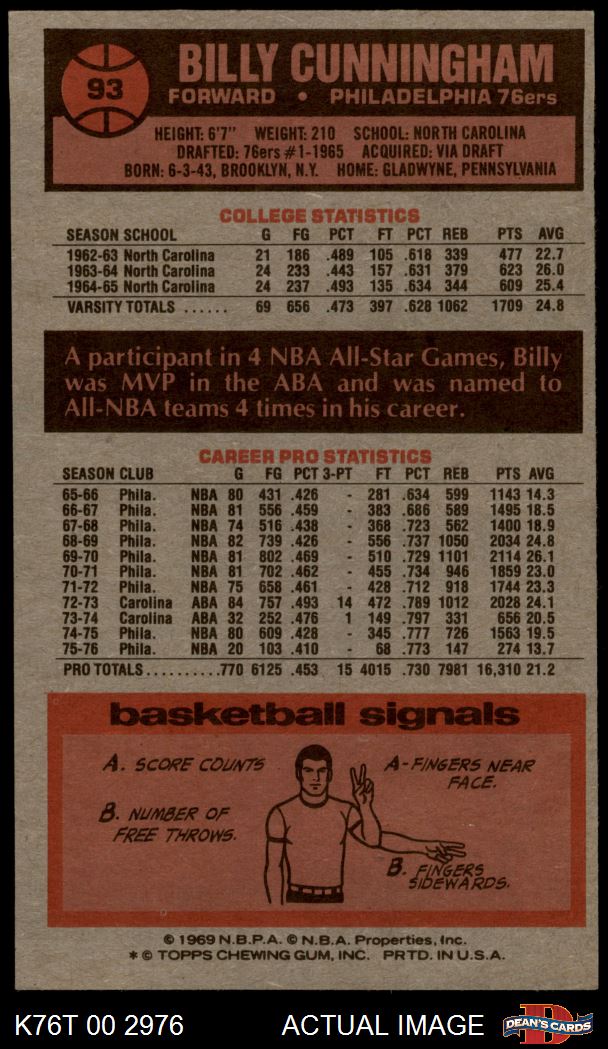 93
BILLY CUNNINGHAM
FORWARD • PHILADELPHIA 76ers
HEIGHT: 6'7" WEIGHT: 210 SCHOOL: NORTH CAROLINA
DRAFTED: 76ers #1-1965 ACQUIRED: VIA DRAFT
BORN: 6-3-43, BROOKLYN, N.Y. HOME: GLADWYNE, PENNSYLVANIA
COLLEGE STATISTICS
SEASON SCHOOL G FG PCT FT PCT REB PTS AVG
1962-63 North Carolina 21 186 .489 105 .618 339 477 22.7
1963-64 North Carolina 24 233 .443 157 .631 379 623 26.0
1964-65 North Carolina 24 237 .493 135 .634 344 609 25.4
VARSITY TOTALS ...... 69 656 .473 397 .628 1062 1709 24.8
A participant in 4 NBA All-Star Games, Billy
was MVP in the ABA and was named to
All-NBA teams 4 times in his career.
CAREER PRO STATISTICS
SEASON CLUB G FG PCT 3-PT FT PCT REB PTS AVG
65-66 Phila. NBA 80 431 .426 - 281 .634 599 1143 14.3
66-67 Phila. NBA 81 556 .459 - 383 .686 589 1495 18.5
67-68 Phila. NBA 74 516 .438 - 368 .723 562 1400 18.9
68-69 Phila. NBA 82 739 .426 - 556 .737 1050 2034 24.8
69-70 Phila. NBA 81 802 .469 - 510 .729 1101 2114 26.1
70-71 Phila. NBA 81 702 .462 - 455 .734 946 1859 23.0
71-72 Phila. NBA 75 658 .461 - 428 .712 918 1744 23.3
72-73 Carolina ABA 84 757 .493 14 472 .789 1012 2028 24.1
73-74 Carolina ABA 32 252 .476 1 149 .797 331 656 20.5
74-75 Phila. NBA 80 609 .428 - 345 .777 726 1563 19.5
75-76 Phila. NBA 20 103 .410 - 68 .773 147 274 13.7
PRO TOTALS..........770 6125 .453 15 4015 .730 7981 16,310 21.2
basketball signals
A. SCORE COUNTS
B. NUMBER OF
FREE THROWS.
A-FINGERS NEAR
FACE.
B. FINGERS
SIDEWARDS.
© 1969 N.B.P.A. © N.B.A. Properties, Inc.
* © TOPPS CHEWING GUM, INC. PRTD. IN U.S.A.
K76T 00 2976 ACTUAL IMAGE
D
DEAN'S CARDS